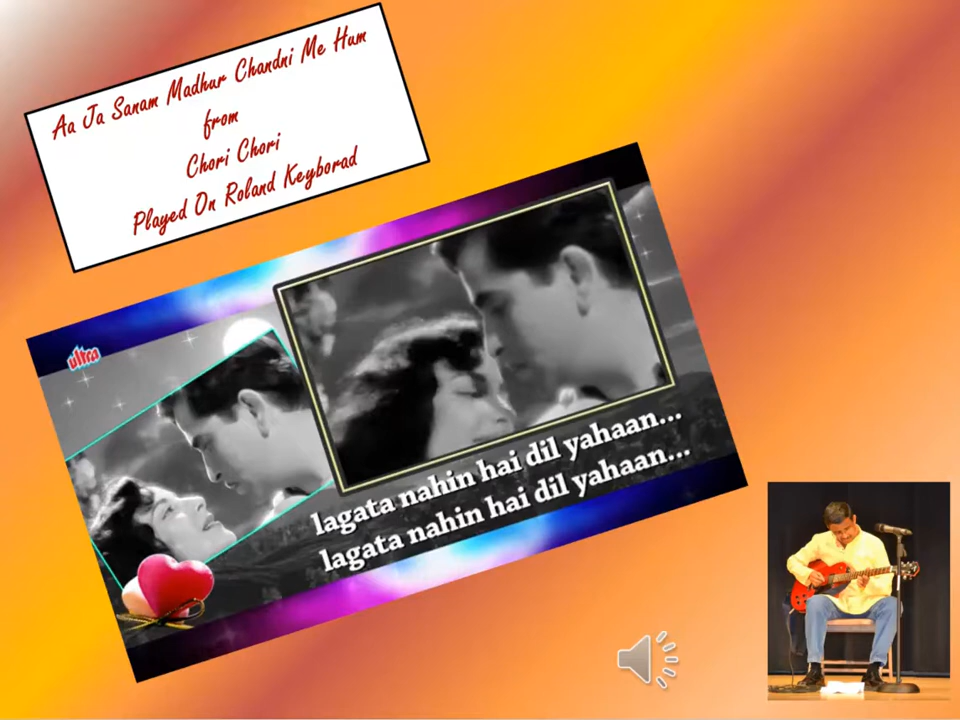 Aa Ja Sanam Madhur Chandni Me Hum
from
Chori Chori
Played On Roland Keyborad
ultra
lagata nahin hai dil yahaan...
lagata nahin hai dil yahaan...